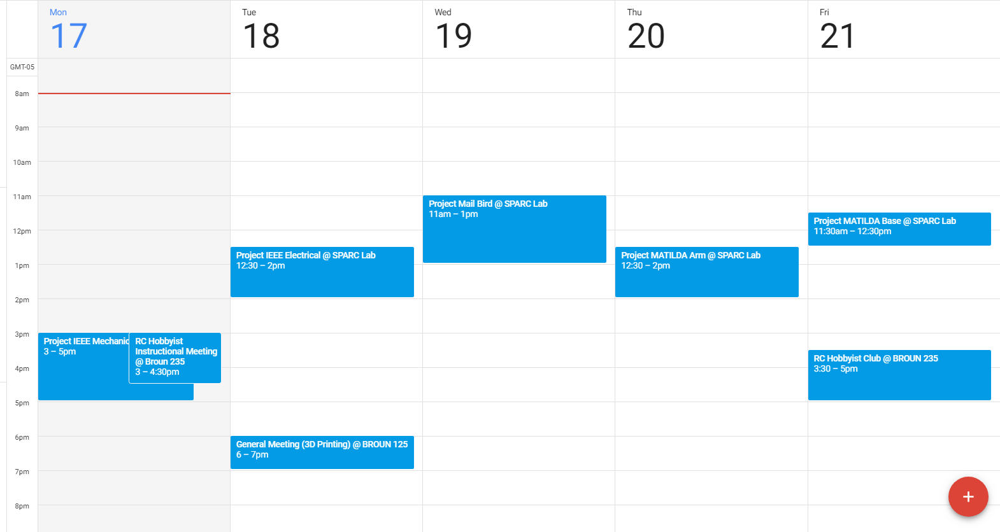 Mon
17
Tue
18
Wed
19
Thu
20
Fri
21
GMT-05
8am
9am
10am
11am
12pm
1pm
2pm
3pm
4pm
5pm
6pm
7pm
8pm
Project IEEE Mechanic
3 – 5pm
RC Hobbyist
Instructional Meeting
@ Broun 235
3 – 4:30pm
Project IEEE Electrical @ SPARC Lab
12:30 – 2pm
General Meeting (3D Printing) @ BROUN 125
6 – 7pm
Project Mail Bird @ SPARC Lab
11am – 1pm
Project MATILDA Arm @ SPARC Lab
12:30 – 2pm
Project MATILDA Base @ SPARC Lab
11:30am – 12:30pm
RC Hobbyist Club @ BROUN 235
3:30 – 5pm
+